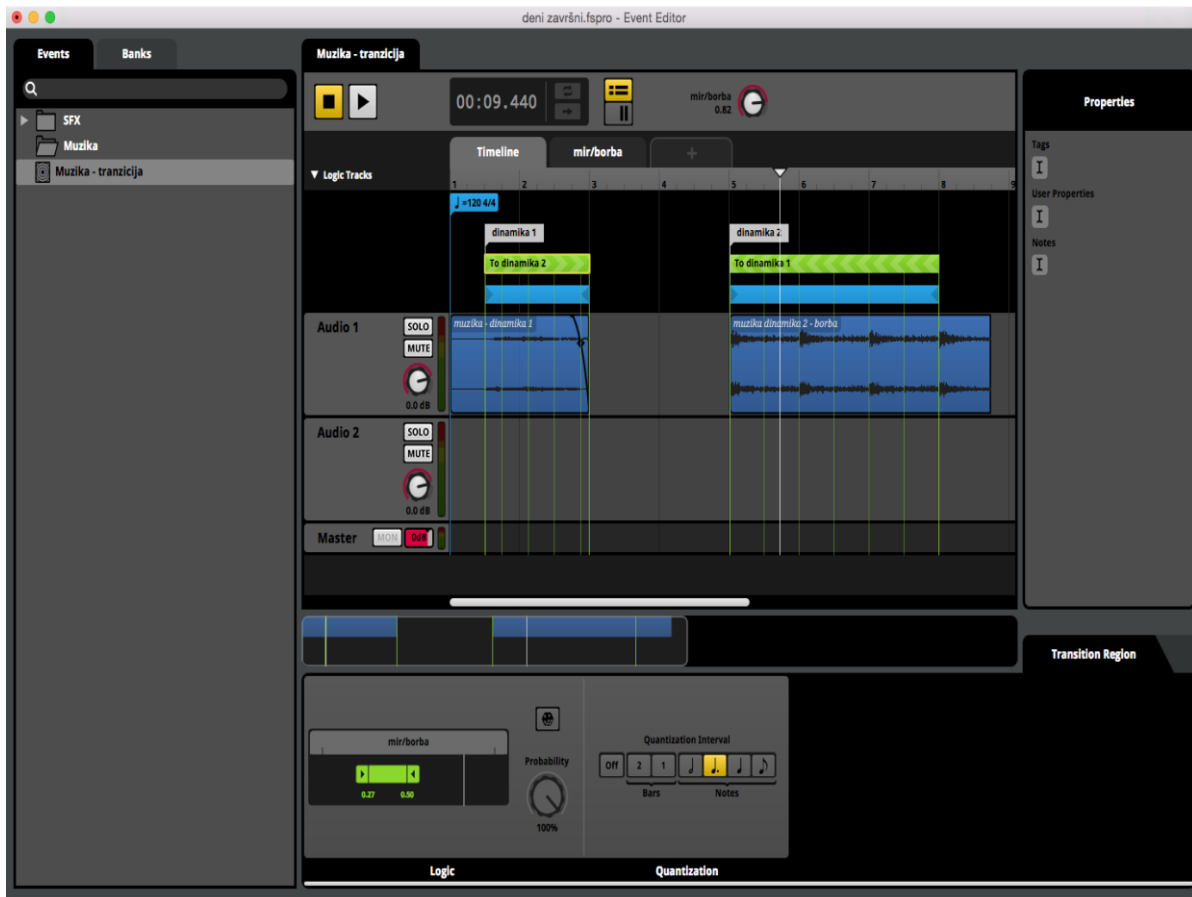 deni završni.fspro - Event Editor
Events Banks
SFX
Muzika
Muzika - tranzicija
Muzika - tranzicija
00:09.440
mir/borba
0.82
Timeline mir/borba +
Logic Tracks
1 2 3 4 5 6 7 8 9
♩ =120 4/4
dinamika 1 dinamika 2
To dinamika 2 To dinamika 1
Audio 1
SOLO
MUTE
0.0 dB
muzika - dinamika 1 muzika dinamika 2 - borba
Audio 2
SOLO
MUTE
0.0 dB
Master MON 0dB
Properties
Tags
User Properties
Notes
Transition Region
mir/borba
0.27 0.50
Probability
100%
Quantization Interval
Off 2 1
Bars Notes
Logic Quantization